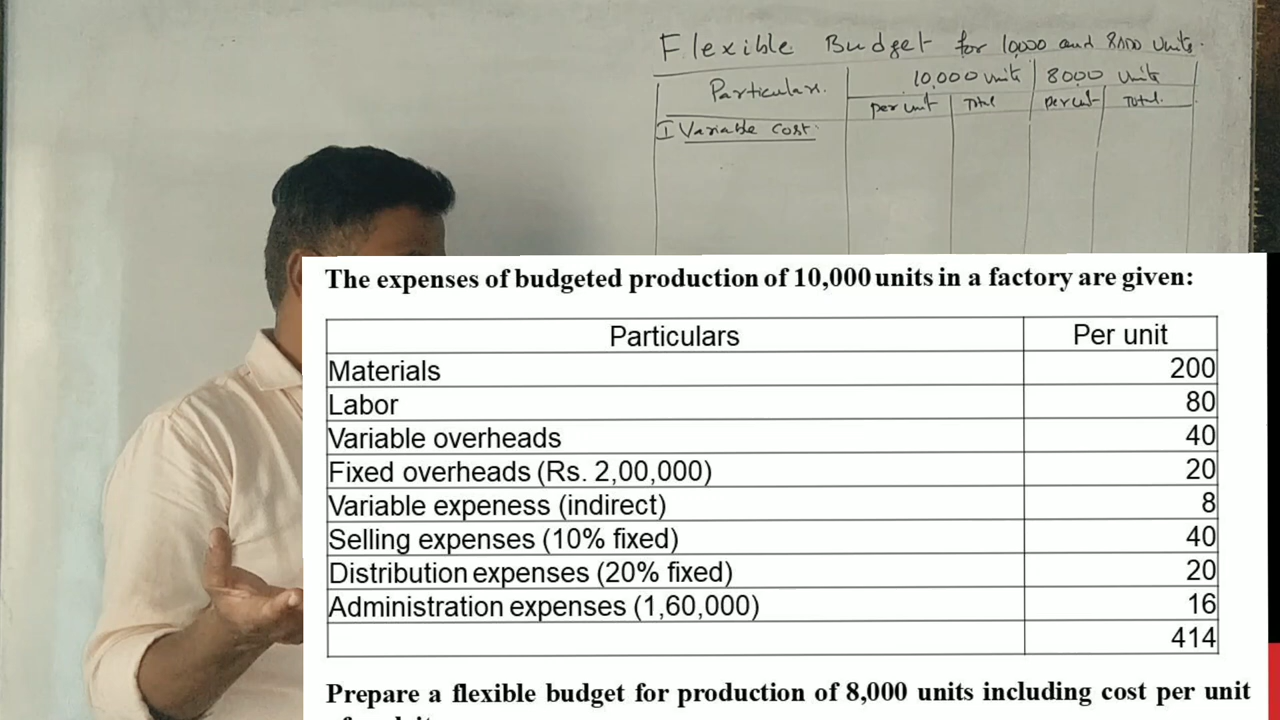 Flexible Budget for 10,000 and 8000 units.
Particulars. 10,000 units 8000 units
per unit Total per unit Total.
I Variable cost.
The expenses of budgeted production of 10,000 units in a factory are given:
Particulars Per unit
Materials 200
Labor 80
Variable overheads 40
Fixed overheads (Rs. 2,00,000) 20
Variable expeness (indirect) 8
Selling expenses (10% fixed) 40
Distribution expenses (20% fixed) 20
Administration expenses (1,60,000) 16
414
Prepare a flexible budget for production of 8,000 units including cost per unit